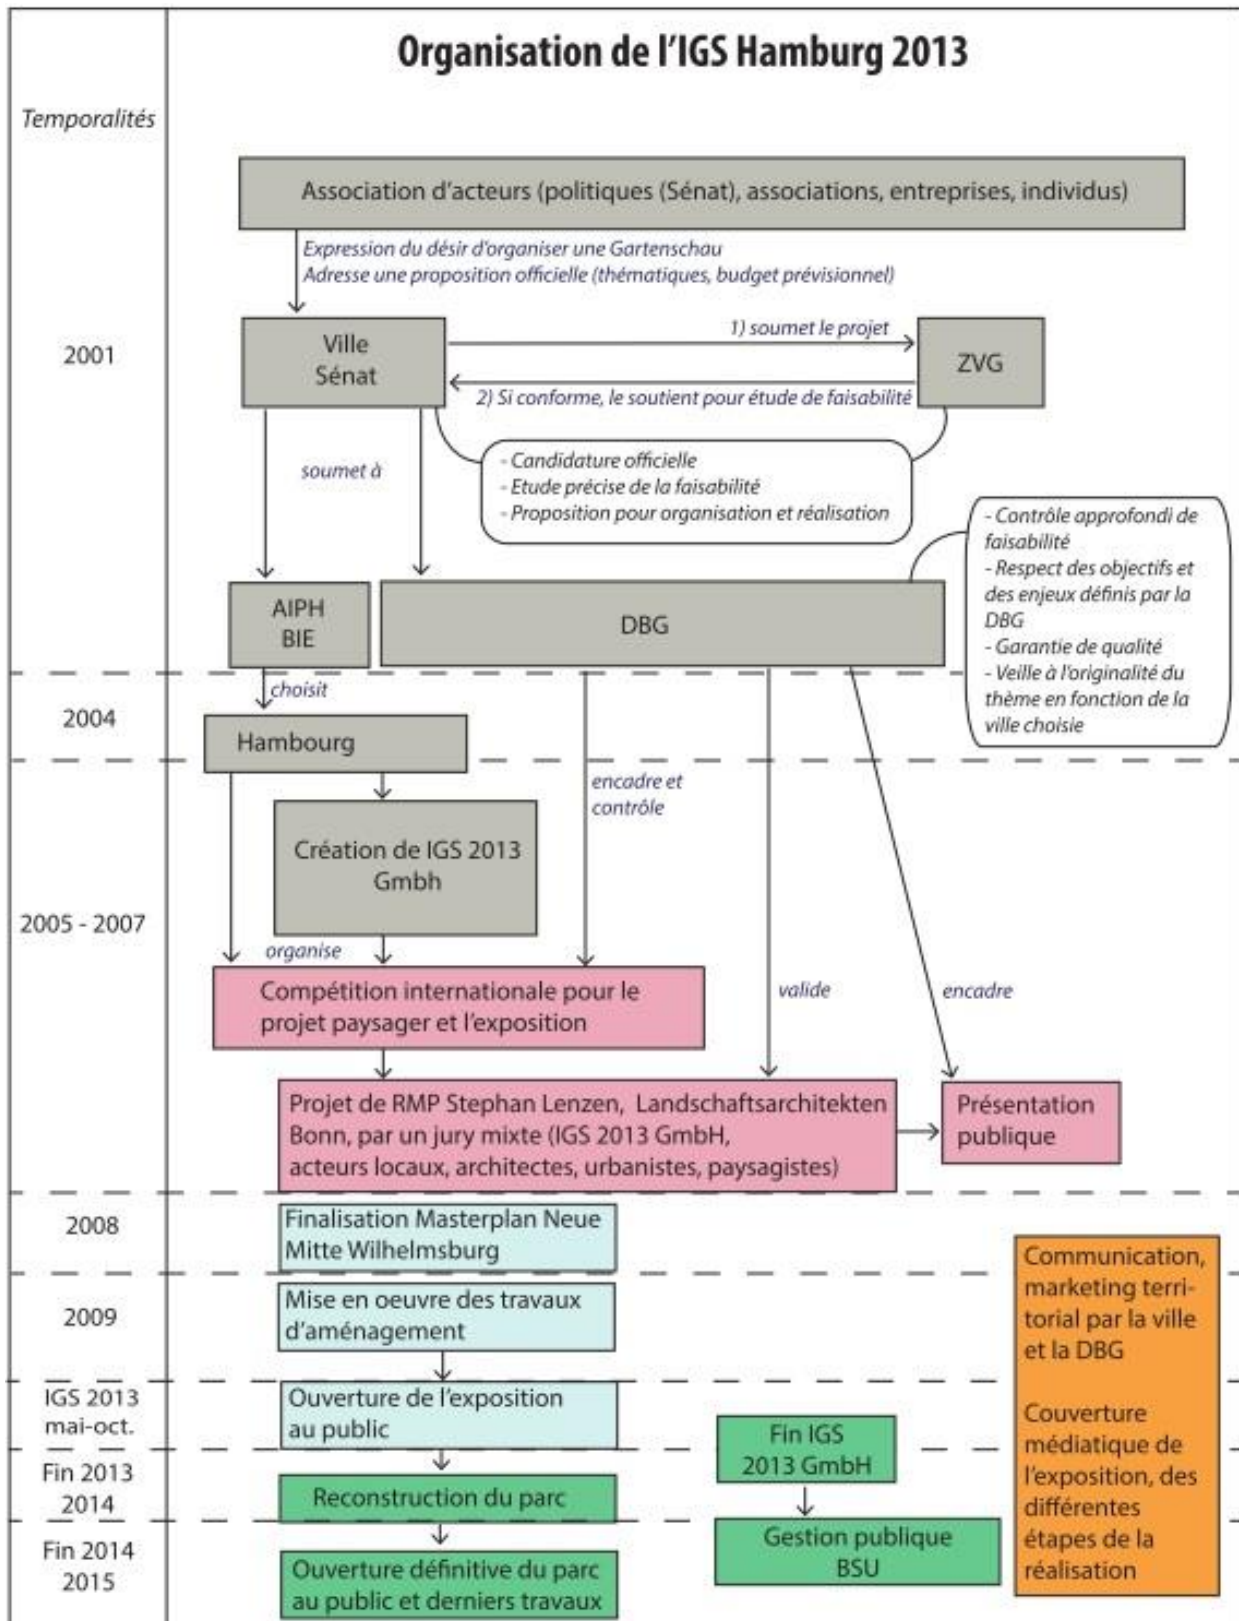 Organisation de l'IGS Hamburg 2013
Temporalités
Association d'acteurs (politiques (Sénat), associations, entreprises, individus)
Expression du désir d'organiser une Gartenschau
Adresse une proposition officielle (thématiques, budget prévisionnel)
2001
Ville
Sénat
1) soumet le projet
ZVG
2) Si conforme, le soutient pour étude de faisabilité
soumet à
- Candidature officielle
- Etude précise de la faisabilité
- Proposition pour organisation et réalisation
- Contrôle approfondi de
faisabilité
- Respect des objectifs et
des enjeux définis par la
DBG
- Garantie de qualité
- Veille à l'originalité du
thème en fonction de la
ville choisie
AIPH
BIE
DBG
choisit
2004
Hambourg
encadre et
contrôle
Création de IGS 2013
Gmbh
2005 - 2007
organise
Compétition internationale pour le
projet paysager et l'exposition
valide
encadre
Projet de RMP Stephan Lenzen, Landschaftsarchitekten
Bonn, par un jury mixte (IGS 2013 GmbH,
acteurs locaux, architectes, urbanistes, paysagistes)
Présentation
publique
2008
Finalisation Masterplan Neue
Mitte Wilhelmsburg
2009
Mise en oeuvre des travaux
d'aménagement
IGS 2013
mai-oct.
Ouverture de l'exposition
au public
Fin IGS
2013 GmbH
Fin 2013
2014
Reconstruction du parc
Fin 2014
2015
Ouverture définitive du parc
au public et derniers travaux
Gestion publique
BSU
Communication,
marketing terri-
torial par la ville
et la DBG
Couverture
médiatique de
l'exposition, des
différentes
étapes de la
réalisation